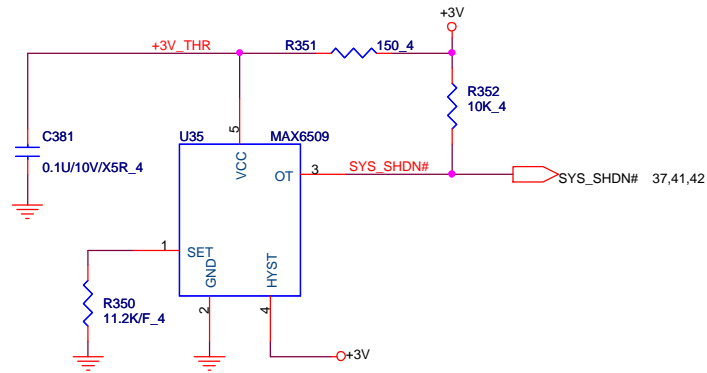 +3V
+3V_THR
R351
150_4
R352
10K_4
C381
0.1U/10V/X5R_4
U35
MAX6509
5
VCC
OT
3
SYS_SHDN#
SYS_SHDN# 37,41,42
1
SET
GND
HYST
2
4
R350
11.2K/F_4
+3V